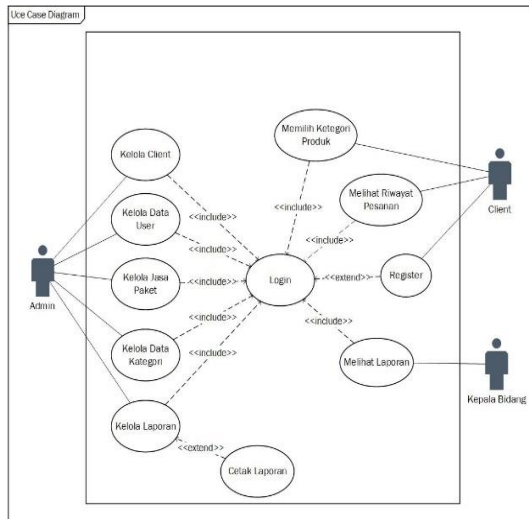 Uce Case Diagram
Memilih Ketegori
Produk
Kelola Client
Client
<<include>>
Melihat Riwayat
Pesanan
Kelola Data
User
<<include>>
<<include>>
<<include>>
Login
<<extend>>
Register
Kelola Jasa
Paket
<<include>>
Admin
<<include>>
<<include>>
Kelola Data
Kategori
<<include>>
Melihat Laporan
Kepala Bidang
Kelola Laporan
<<extend>>
Cetak Laporan